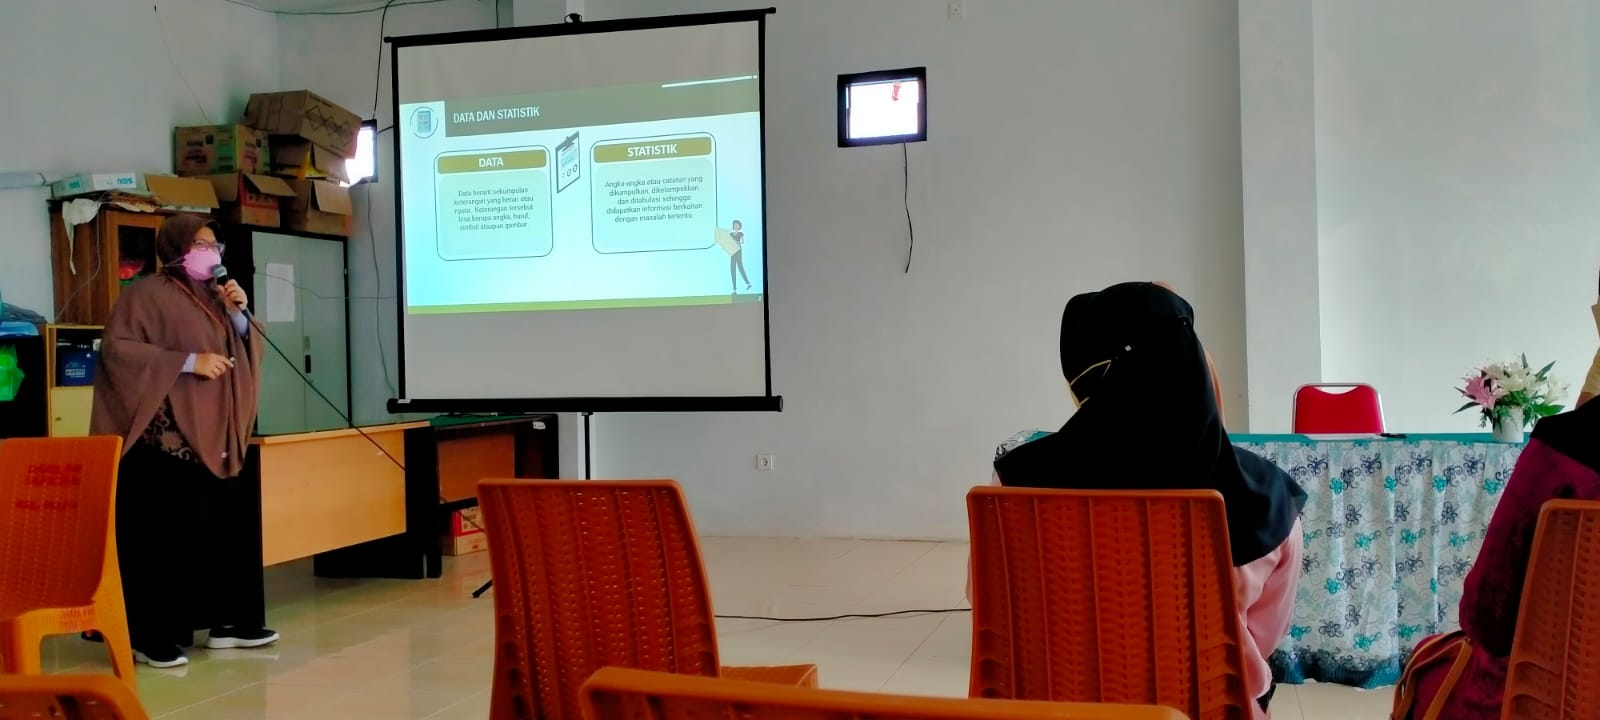 DATA DAN STATISTIK
DATA
Data berarti sekumpulan
keterangan yang benar atau
nyata. Keterangan tersebut
bisa berupa angka, huruf,
simbol ataupun gambar.
STATISTIK
Angka-angka atau catatan yang
dikumpulkan, dikelompokkan
dan ditabulasi sehingga
didapatkan informasi berkaitan
dengan masalah tertentu.